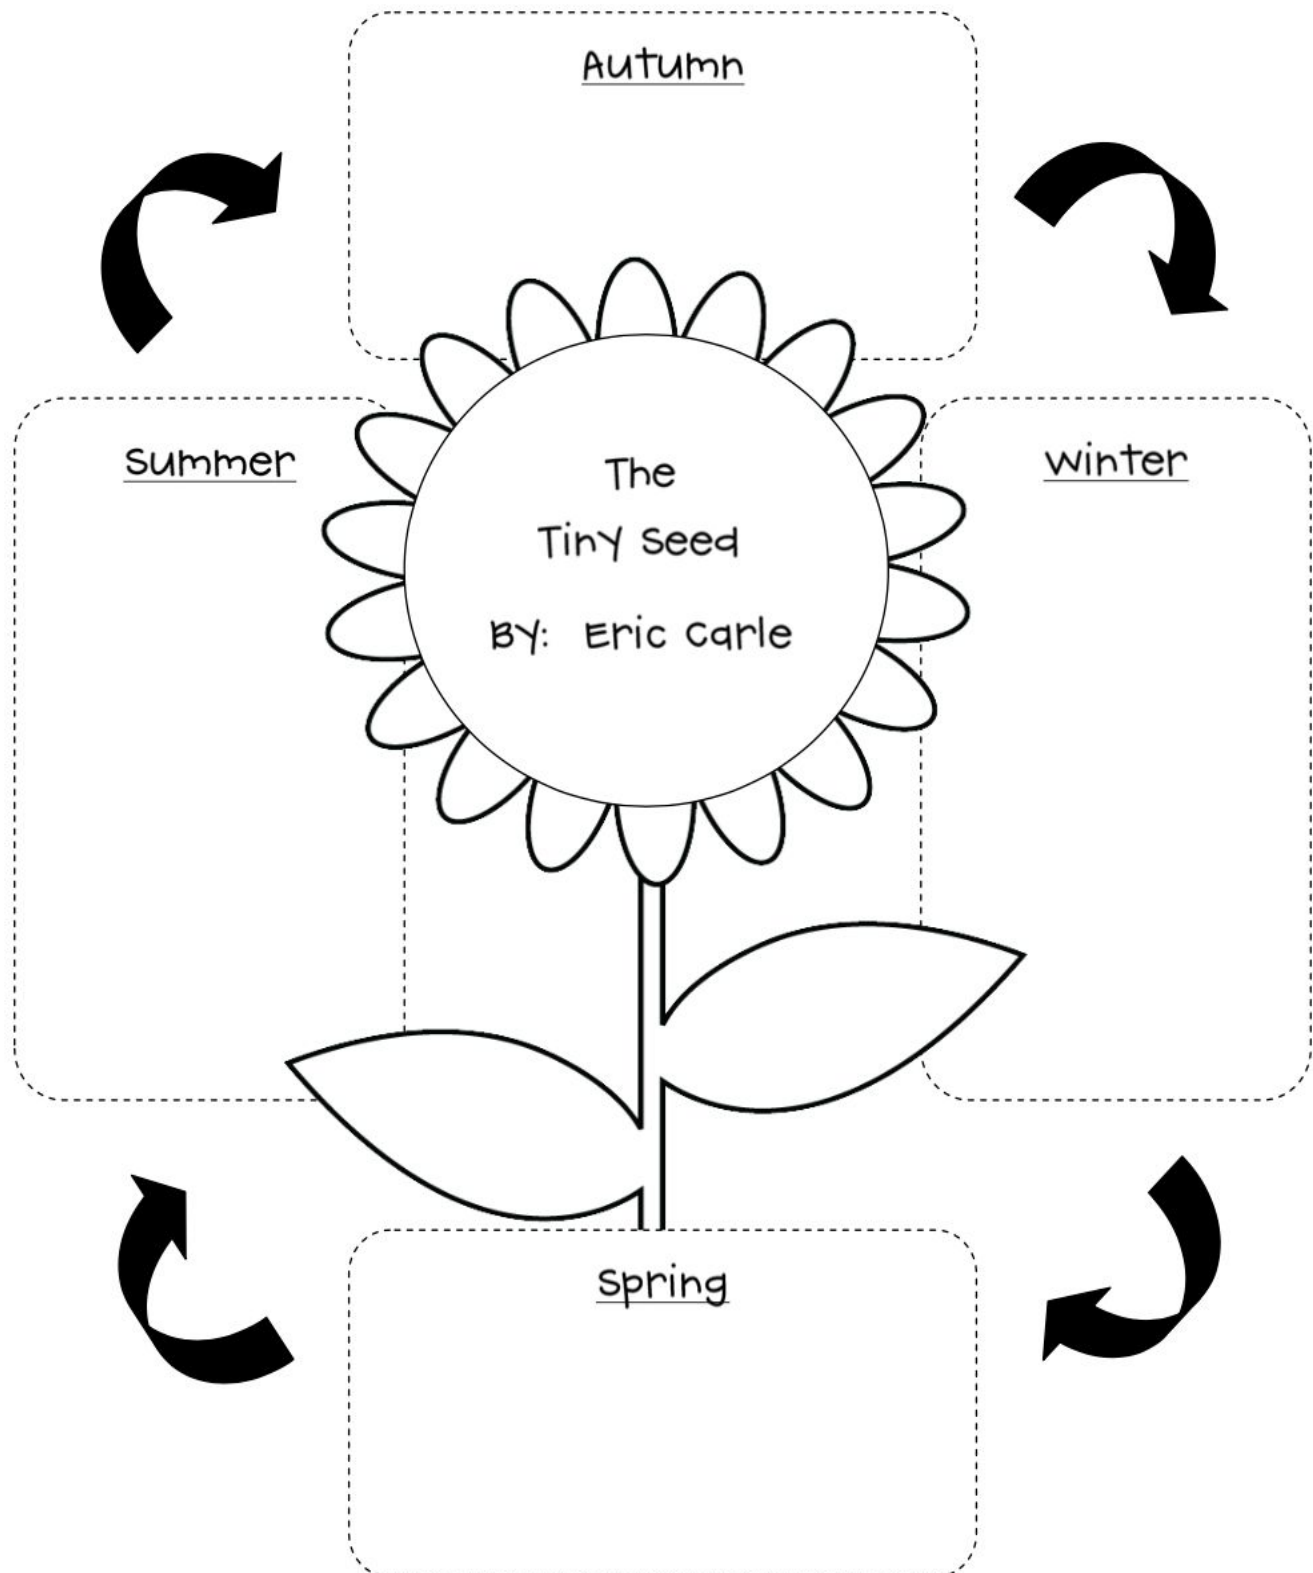 Autumn
Summer
Winter
The
Tiny Seed
By: Eric Carle
Spring